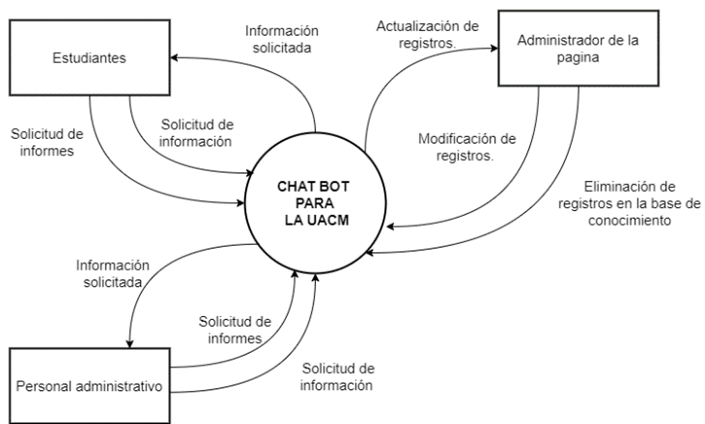 Estudiantes
Información
solicitada
Actualización de
registros.
Administrador de la
pagina
Solicitud de
informes
Solicitud de
información
Modificación de
registros.
CHAT BOT
PARA
LA UACM
Eliminación de
registros en la base de
conocimiento
Información
solicitada
Solicitud de
informes
Personal administrativo
Solicitud de
información